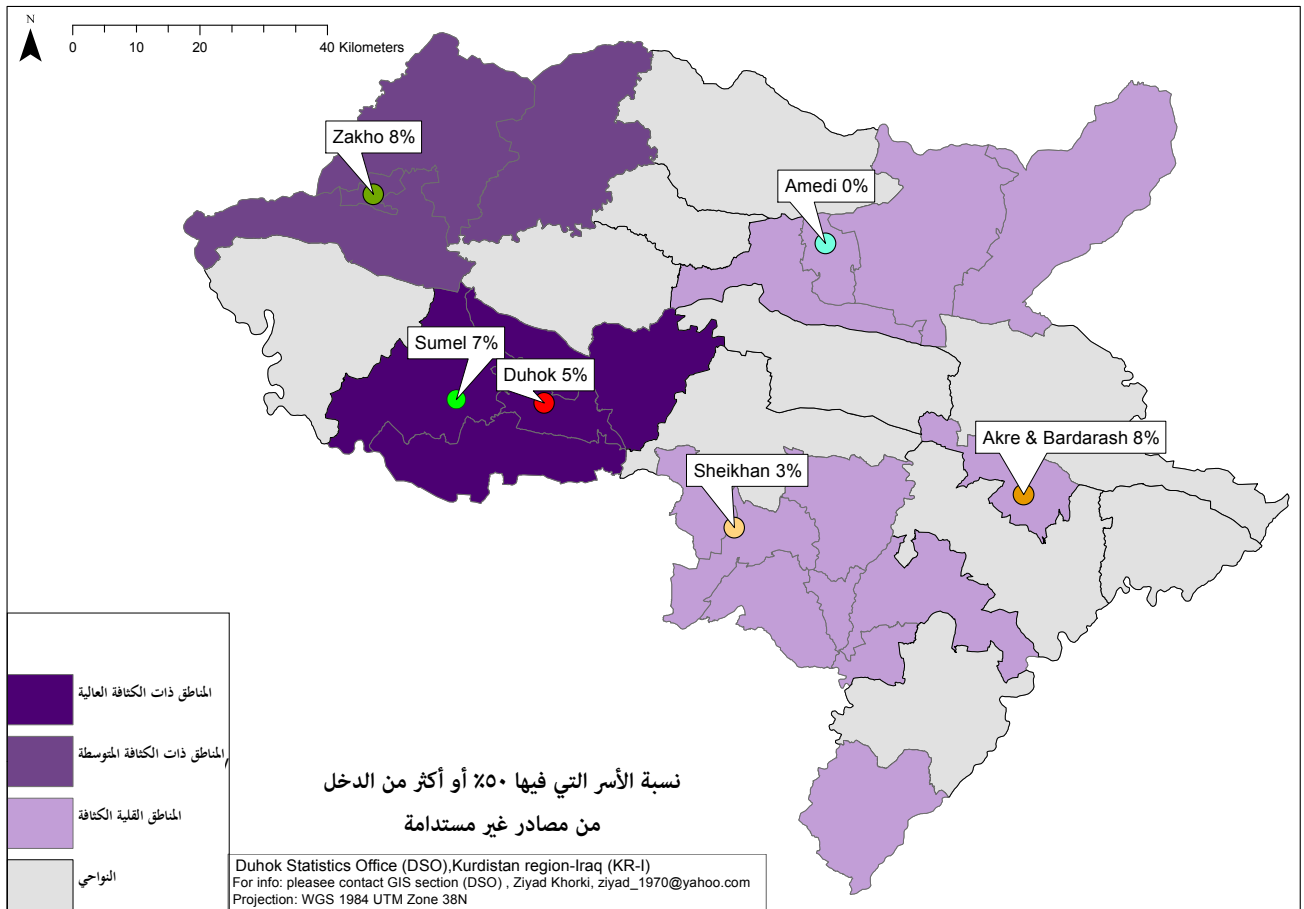 N
0 10 20 40 Kilometers
Zakho 8%
Amedi 0%
Sumel 7%
Duhok 5%
Akre & Bardarash 8%
Sheikhan 3%
المناطق ذات الكثافة العالية
المناطق ذات الكثافة المتوسطة
المناطق القلية الكثافة
النواحي
نسبة الأسر التي فيها ٥٠٪ أو أكثر من الدخل
من مصادر غير مستدامة
Duhok Statistics Office (DSO),Kurdistan region-Iraq (KR-I)
For info: pleasee contact GIS section (DSO) , Ziyad Khorki, ziyad_1970@yahoo.com
Projection: WGS 1984 UTM Zone 38N